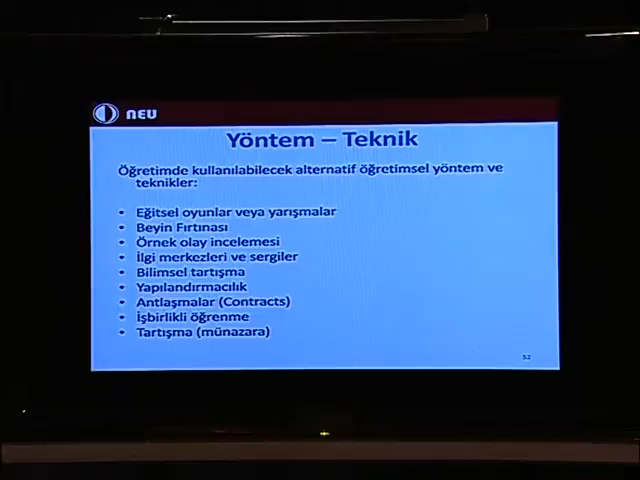 NEU
Yöntem – Teknik
Öğretimde kullanılabilecek alternatif öğretimsel yöntem ve
teknikler:
• Eğitsel oyunlar veya yarışmalar
• Beyin Fırtınası
• Örnek olay incelemesi
• İlgi merkezleri ve sergiler
• Bilimsel tartışma
• Yapılandırmacılık
• Antlaşmalar (Contracts)
• İşbirlikli öğrenme
• Tartışma (münazara)
52